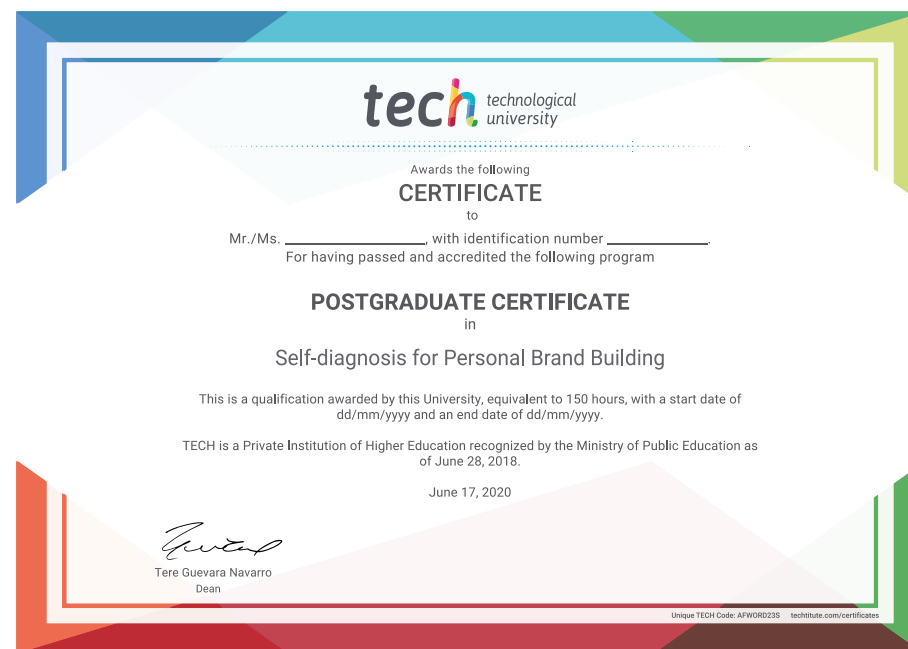 tech technological
university
Awards the following
CERTIFICATE
to
Mr./Ms. ____________________, with identification number ______________.
For having passed and accredited the following program
POSTGRADUATE CERTIFICATE
in
Self-diagnosis for Personal Brand Building
This is a qualification awarded by this University, equivalent to 150 hours, with a start date of
dd/mm/yyyy and an end date of dd/mm/yyyy.
TECH is a Private Institution of Higher Education recognized by the Ministry of Public Education as
of June 28, 2018.
June 17, 2020
Tere Guevara Navarro
Dean
Unique TECH Code: AFWORD23S techtitute.com/certificates